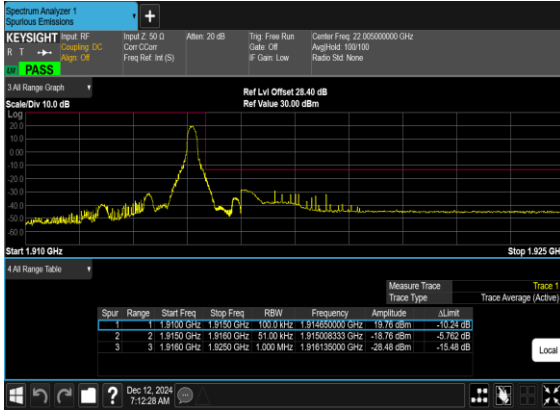 Spectrum Analyzer 1
Spurious Emissions
+
KEYSIGHT
R T
PASS
Input: RF
Coupling: DC
Align: Off
Input Z: 50 Ω
Corr CCorr
Freq Ref: Int (S)
Atten: 20 dB
Trig: Free Run
Gate: Off
IF Gain: Low
Center Freq: 22.005000000 GHz
Avg|Hold: 100/100
Radio Std: None
3 All Range Graph
Scale/Div 10.0 dB
Ref Lvl Offset 28.40 dB
Ref Value 30.00 dBm
Log
20.0
10.0
0.00
-10.0
-20.0
-30.0
-40.0
-50.0
-60.0
Start 1.910 GHz
Stop 1.925 GH
4 All Range Table
Measure Trace Trace 1
Trace Type Trace Average (Active)
Spur Range Start Freq Stop Freq RBW Frequency Amplitude ΔLimit
1 1 1.9100 GHz 1.9150 GHz 100.0 kHz 1.914650000 GHz 19.76 dBm -10.24 dB
2 2 1.9150 GHz 1.9160 GHz 51.00 kHz 1.915008333 GHz -18.76 dBm -5.762 dB
3 3 1.9160 GHz 1.9250 GHz 1.000 MHz 1.916135000 GHz -28.48 dBm -15.48 dB
Local
?
Dec 12, 2024
7:12:28 AM